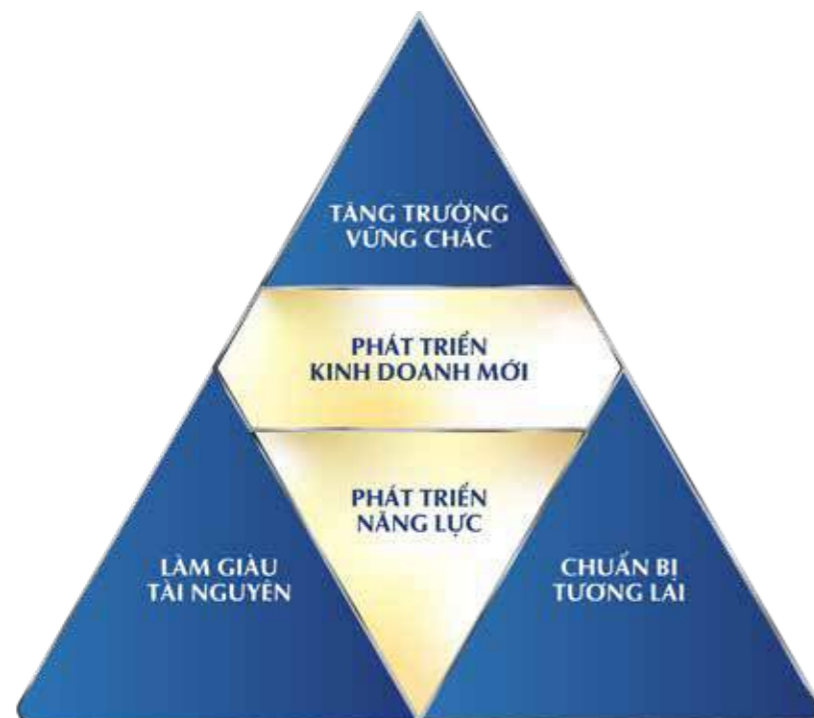 TĂNG TRƯỞNG
VỮNG CHẮC
PHÁT TRIỂN
KINH DOANH MỚI
PHÁT TRIỂN
NĂNG LỰC
LÀM GIÀU
TÀI NGUYÊN
CHUẨN BỊ
TƯƠNG LAI